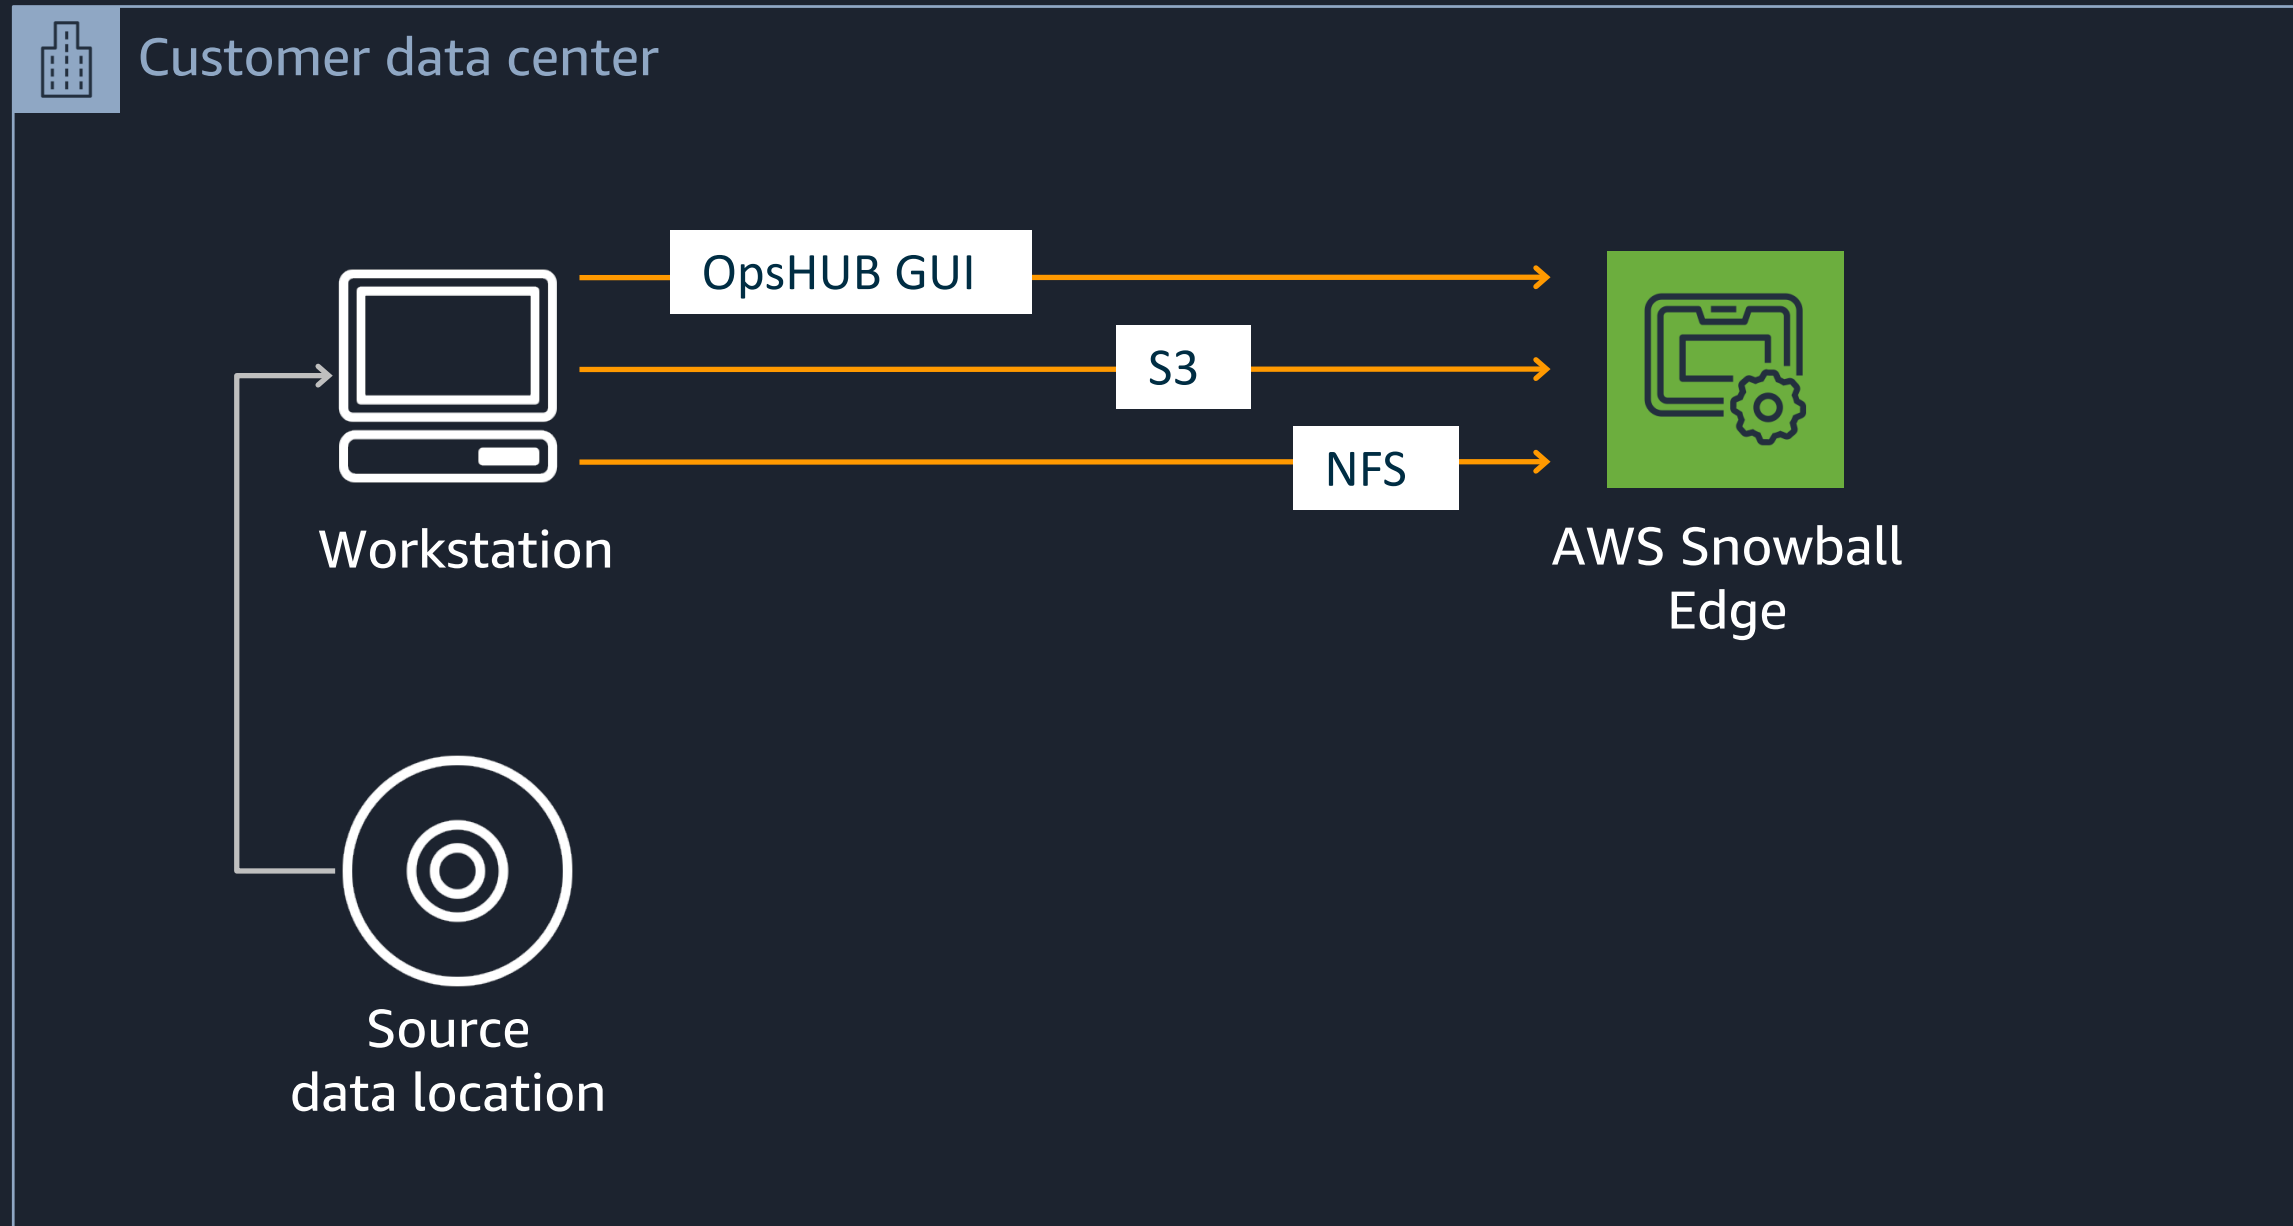 Customer data center
OpsHUB GUI
S3
NFS
Workstation
AWS Snowball
Edge
Source
data location